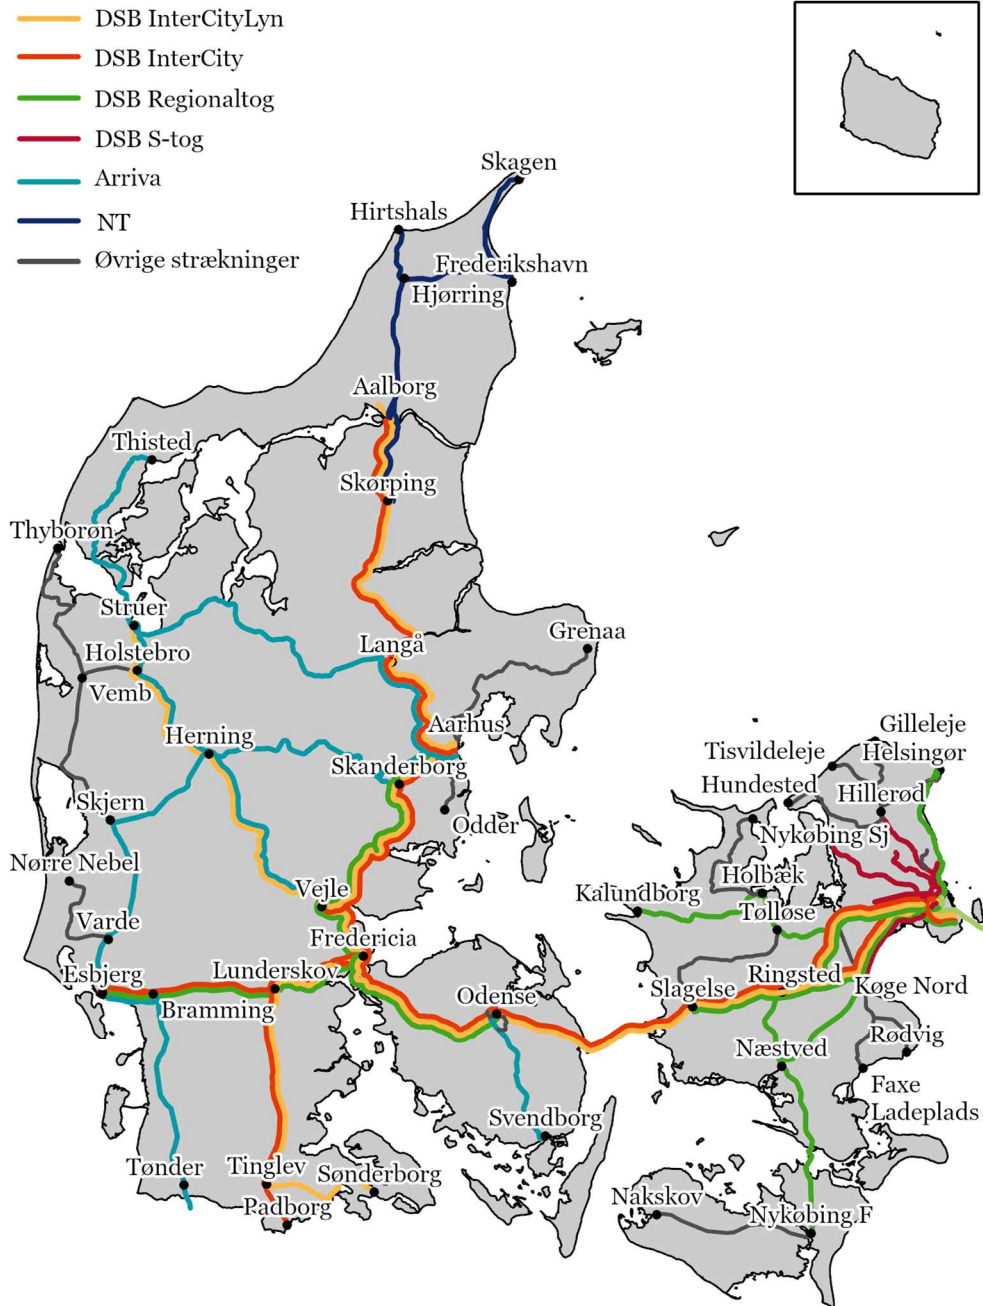 DSB InterCityLyn
DSB InterCity
DSB Regionaltog
DSB S-tog
Arriva
NT
Øvrige strækninger
Skagen
Hirtshals
Frederikshavn
Hjørring
Aalborg
Thisted
Skørping
Thyborøn
Struer
Grenaa
Langå
Holstebro
Vemb
Aarhus
Herning
Gilleleje
Tisvildeleje
Helsingør
Skanderborg
Hundested
Hillerød
Skjern
Odder
Nykøbing Sj
Nørre Nebel
Holbæk
Vejle
Kalundborg
Tølløse
Varde
Fredericia
Esbjerg
Lunderskov
Ringsted
Slagelse
Køge Nord
Bramming
Odense
Rødvig
Næstved
Faxe
Ladeplads
Svendborg
Tønder
Tinglev
Sønderborg
Padborg
Nakskov
Nykøbing F